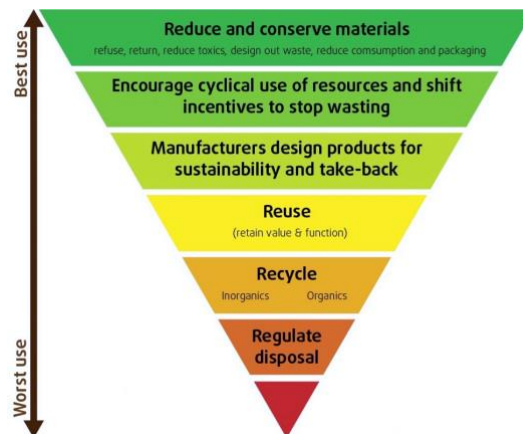 Best use
Reduce and conserve materials
refuse, return, reduce toxics, design out waste, reduce comsumption and packaging
Encourage cyclical use of resources and shift
incentives to stop wasting
Manufacturers design products for
sustainability and take-back
Reuse
(retain value & function)
Recycle
Inorganics Organics
Regulate
disposal
Worst use